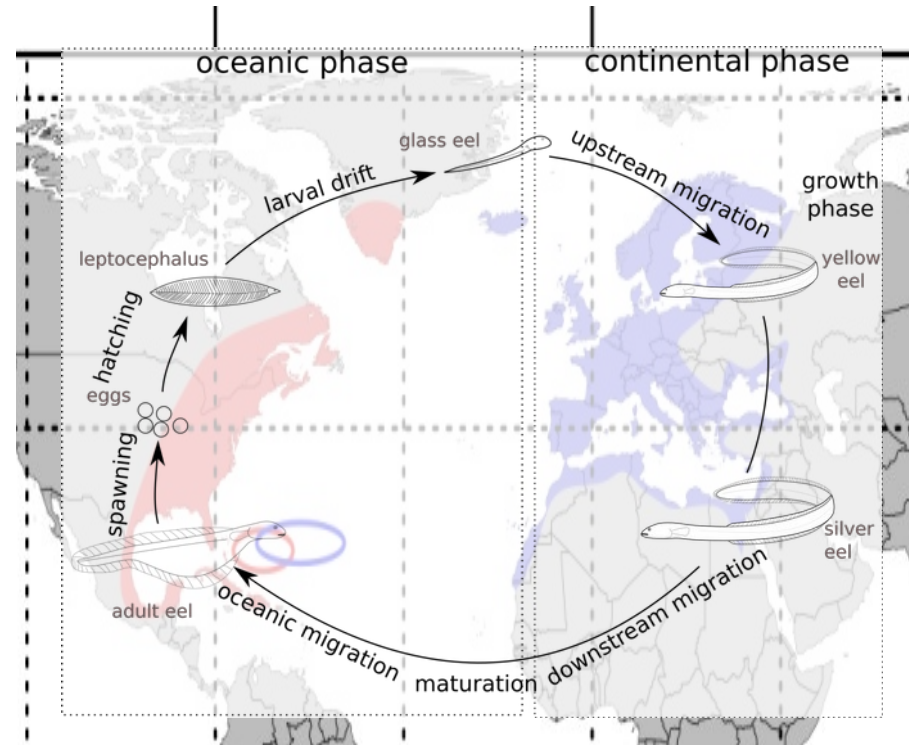 oceanic phase
continental phase
glass eel
upstream migration
larval drift
growth
phase
leptocephalus
yellow
eel
hatching
eggs
spawning
silver
eel
adult eel
oceanic migration
maturation
downstream migration